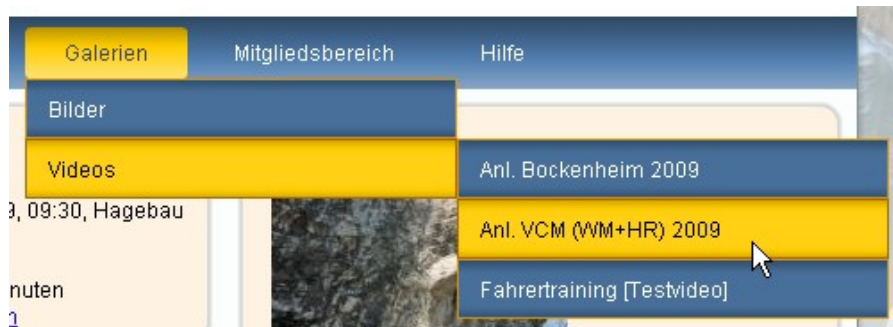 Galerien Mitgliedsbereich Hilfe
Bilder
Videos Anl. Bockenheim 2009
9, 09:30, Hagebau Anl. VCM (WM+HR) 2009
nuten Fahrertraining [Testvideo]